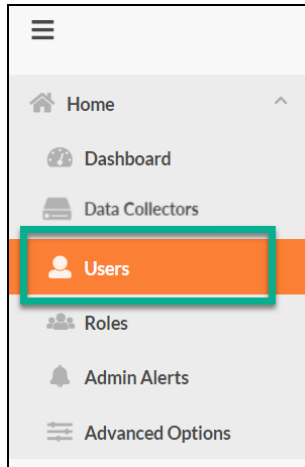 Home
Dashboard
Data Collectors
Users
Roles
Admin Alerts
Advanced Options